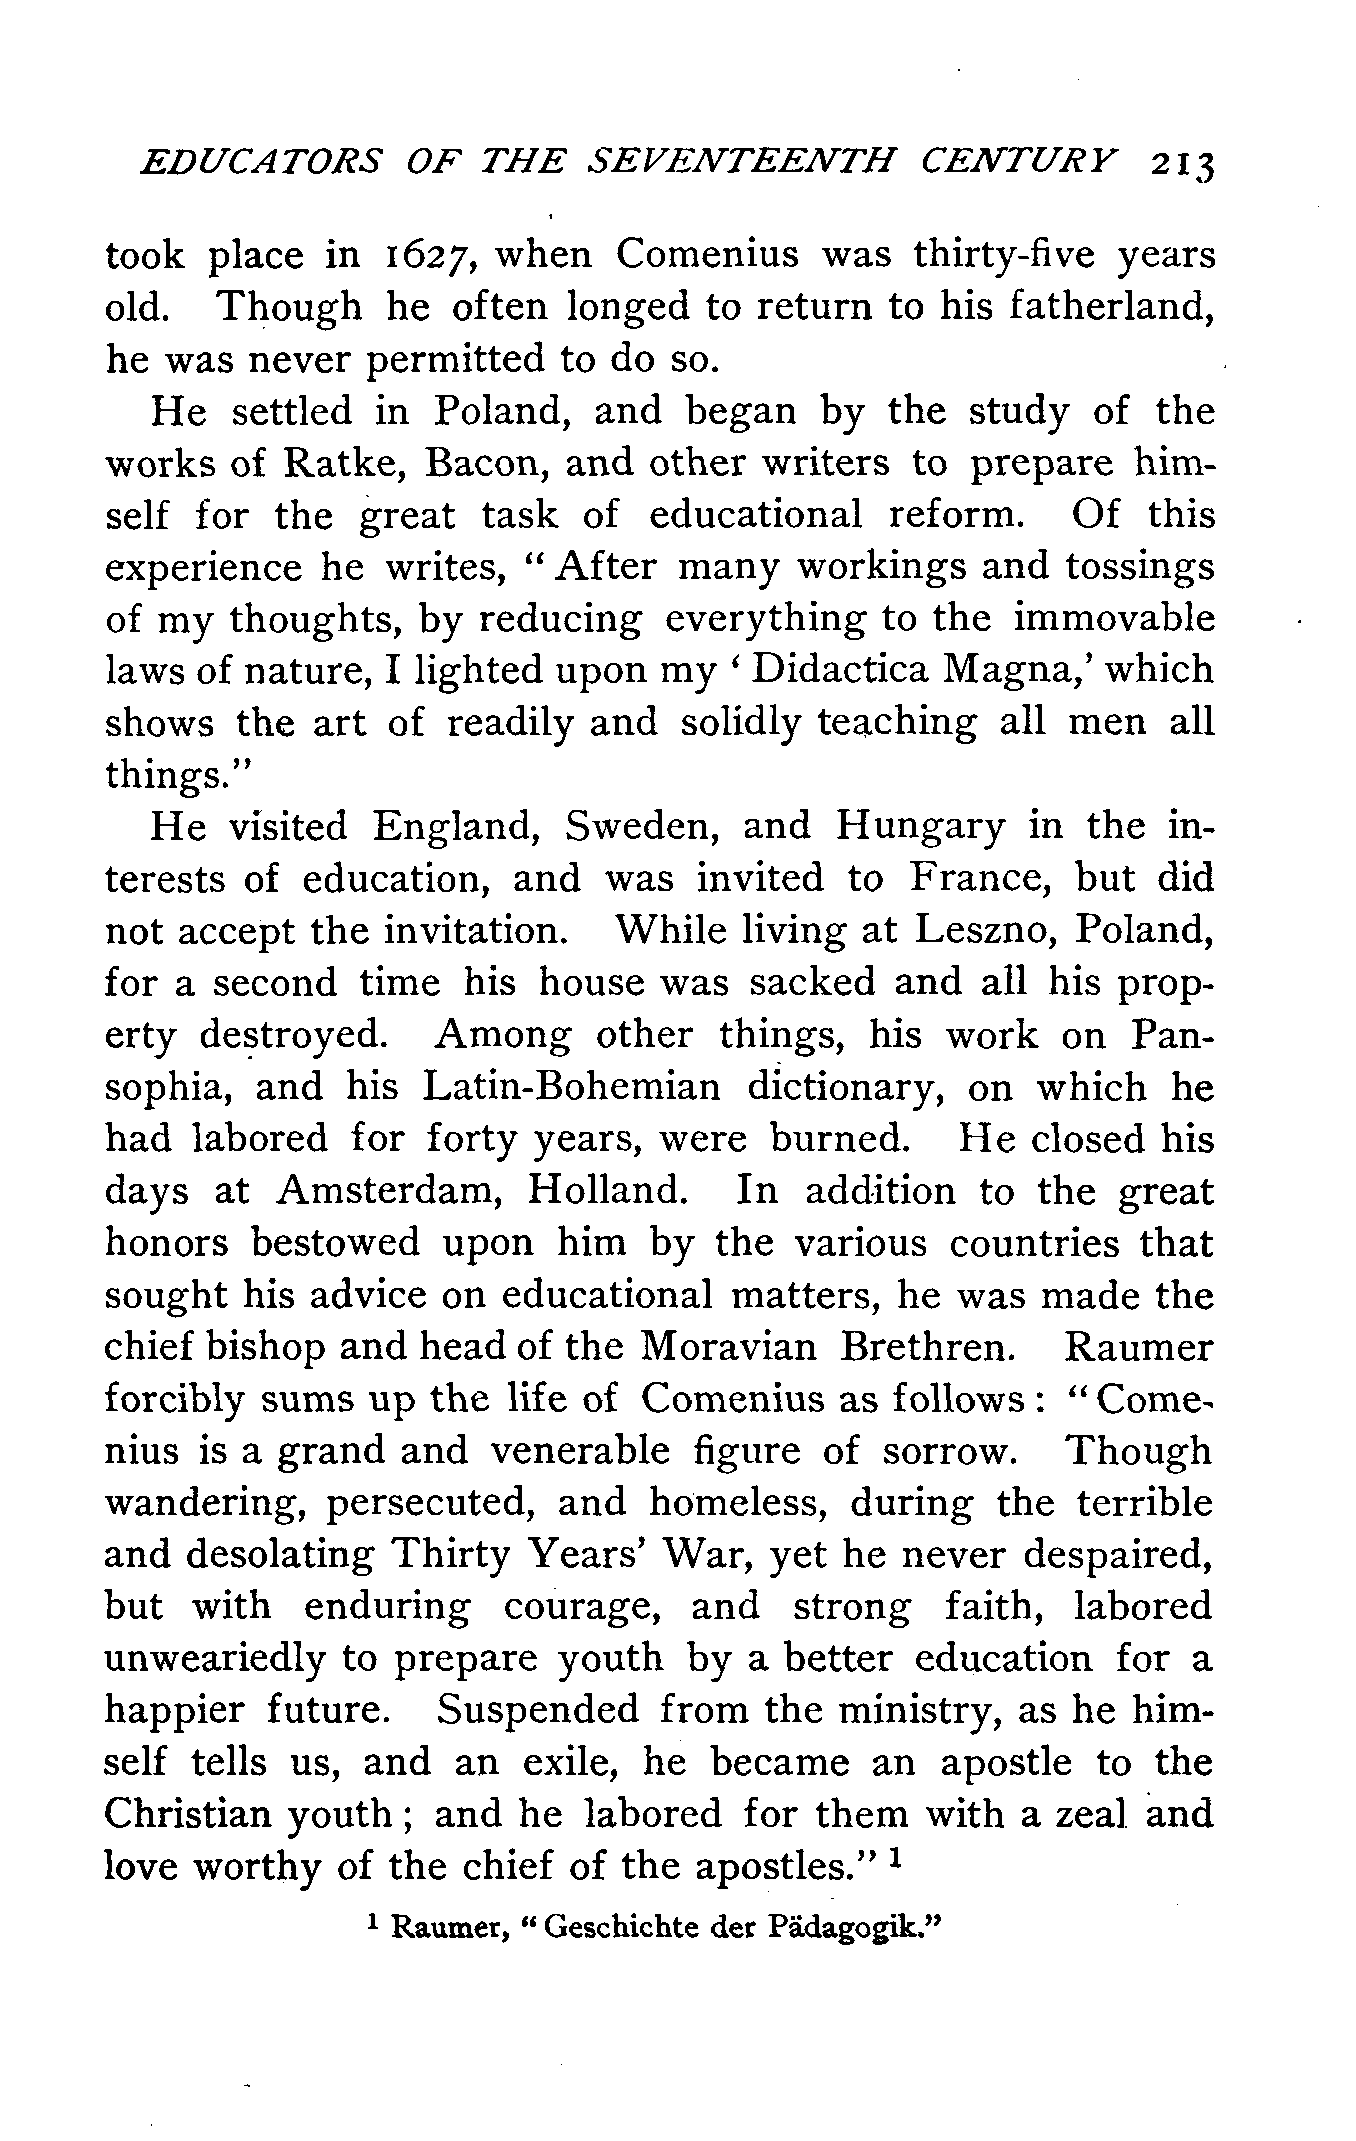 EDUCATORS OF THE SEVENTEENTH CENTURY 213
took place in 1627, when Comenius was thirty-five years
old. Though he often longed to return to his fatherland,
he was never permitted to do so.
He settled in Poland, and began by the study of the
works of Ratke, Bacon, and other writers to prepare him-
self for the great task of educational reform. Of this
experience he writes, “After many workings and tossings
of my thoughts, by reducing everything to the immovable
laws of nature, I lighted upon my ‘Didactica Magna,’ which
shows the art of readily and solidly teaching all men all
things.”
He visited England, Sweden, and Hungary in the in-
terests of education, and was invited to France, but did
not accept the invitation. While living at Leszno, Poland,
for a second time his house was sacked and all his prop-
erty destroyed. Among other things, his work on Pan-
sophia, and his Latin-Bohemian dictionary, on which he
had labored for forty years, were burned. He closed his
days at Amsterdam, Holland. In addition to the great
honors bestowed upon him by the various countries that
sought his advice on educational matters, he was made the
chief bishop and head of the Moravian Brethren. Raumer
forcibly sums up the life of Comenius as follows: “Come-
nius is a grand and venerable figure of sorrow. Though
wandering, persecuted, and homeless, during the terrible
and desolating Thirty Years’ War, yet he never despaired,
but with enduring courage, and strong faith, labored
unweariedly to prepare youth by a better education for a
happier future. Suspended from the ministry, as he him-
self tells us, and an exile, he became an apostle to the
Christian youth; and he labored for them with a zeal and
love worthy of the chief of the apostles.” 1
1 Raumer, “Geschichte der Pädagogik.”